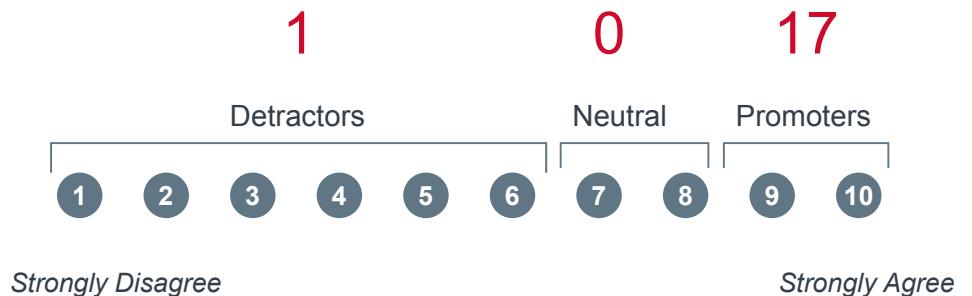 1 0 17
Detractors Neutral Promoters
1 2 3 4 5 6 7 8 9 10
Strongly Disagree Strongly Agree